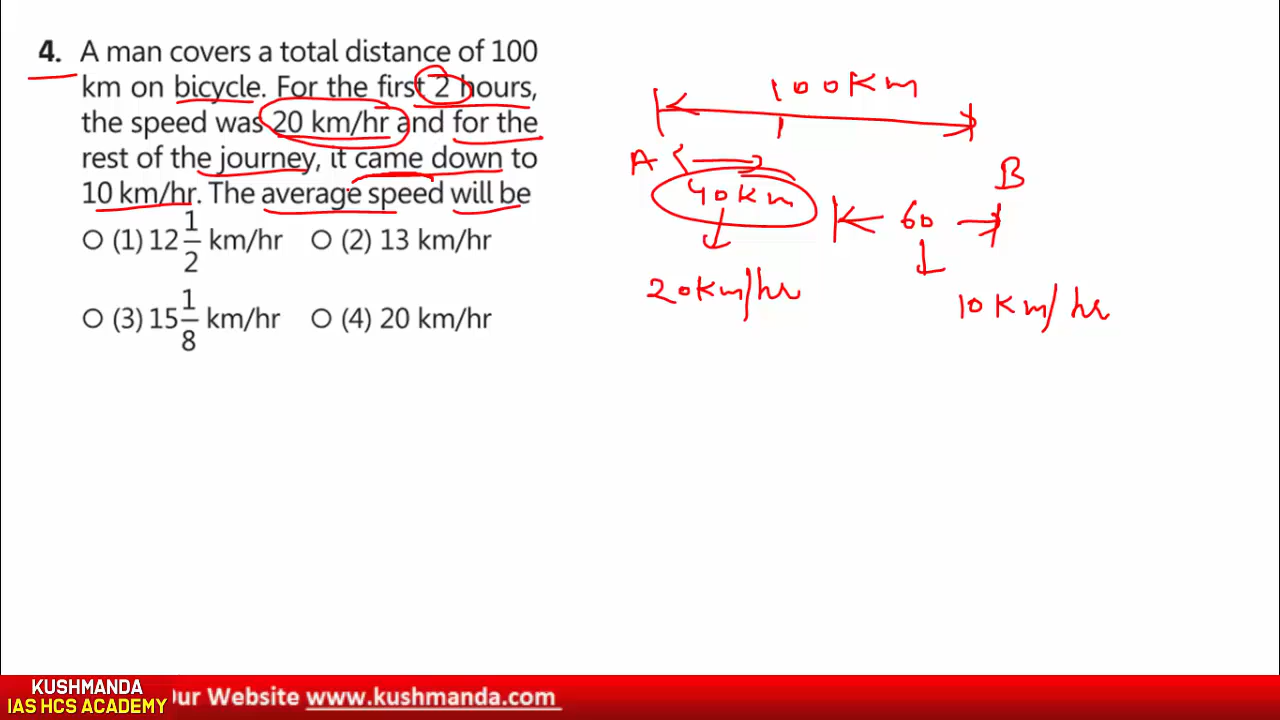 4. A man covers a total distance of 100
km on bicycle. For the first 2 hours,
the speed was 20 km/hr and for the
rest of the journey, it came down to
10 km/hr. The average speed will be
(1) 12 1/2 km/hr (2) 13 km/hr
(3) 15 1/8 km/hr (4) 20 km/hr
100Km
A
B
40Km
60
20Km/hr
10Km/hr
KUSHMANDA
IAS HCS ACADEMY
ur Website www.kushmanda.com